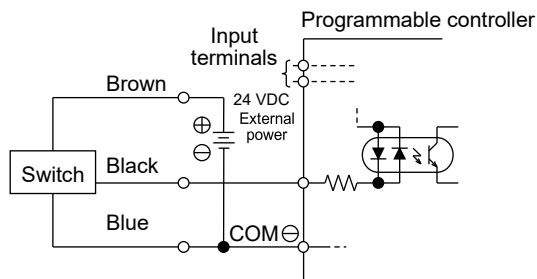 Programmable controller
Input
terminals
Brown
24 VDC
External
power
⊕
⊖
Switch
Black
Blue
COM⊖